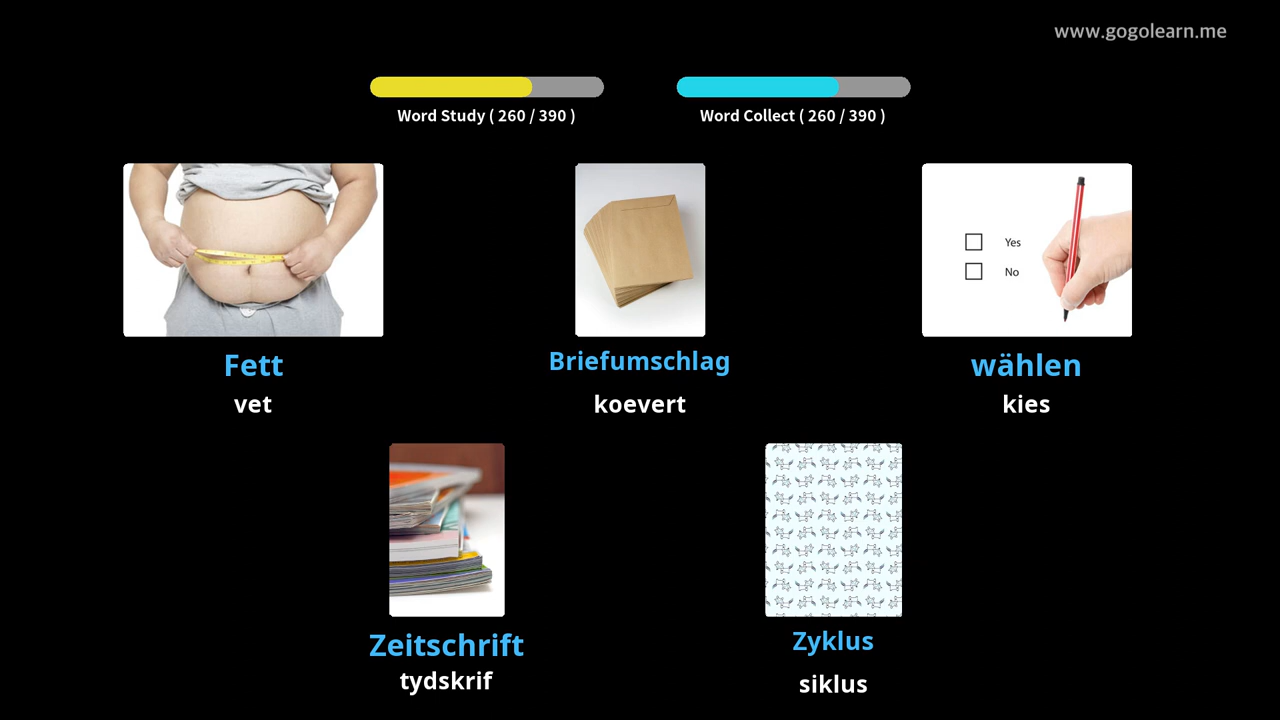 www.gogolearn.me
Word Study ( 260 / 390 )
Word Collect ( 260 / 390 )
Yes
No
Fett
vet
Briefumschlag
koevert
wählen
kies
Zeitschrift
tydskrif
Zyklus
siklus